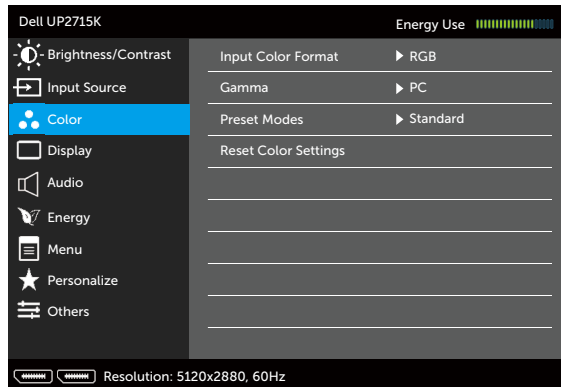 Dell UP2715K
Energy Use
Brightness/Contrast
Input Color Format RGB
Input Source
Gamma PC
Color
Preset Modes Standard
Display
Reset Color Settings
Audio
Energy
Menu
Personalize
Others
Resolution: 5120x2880, 60Hz